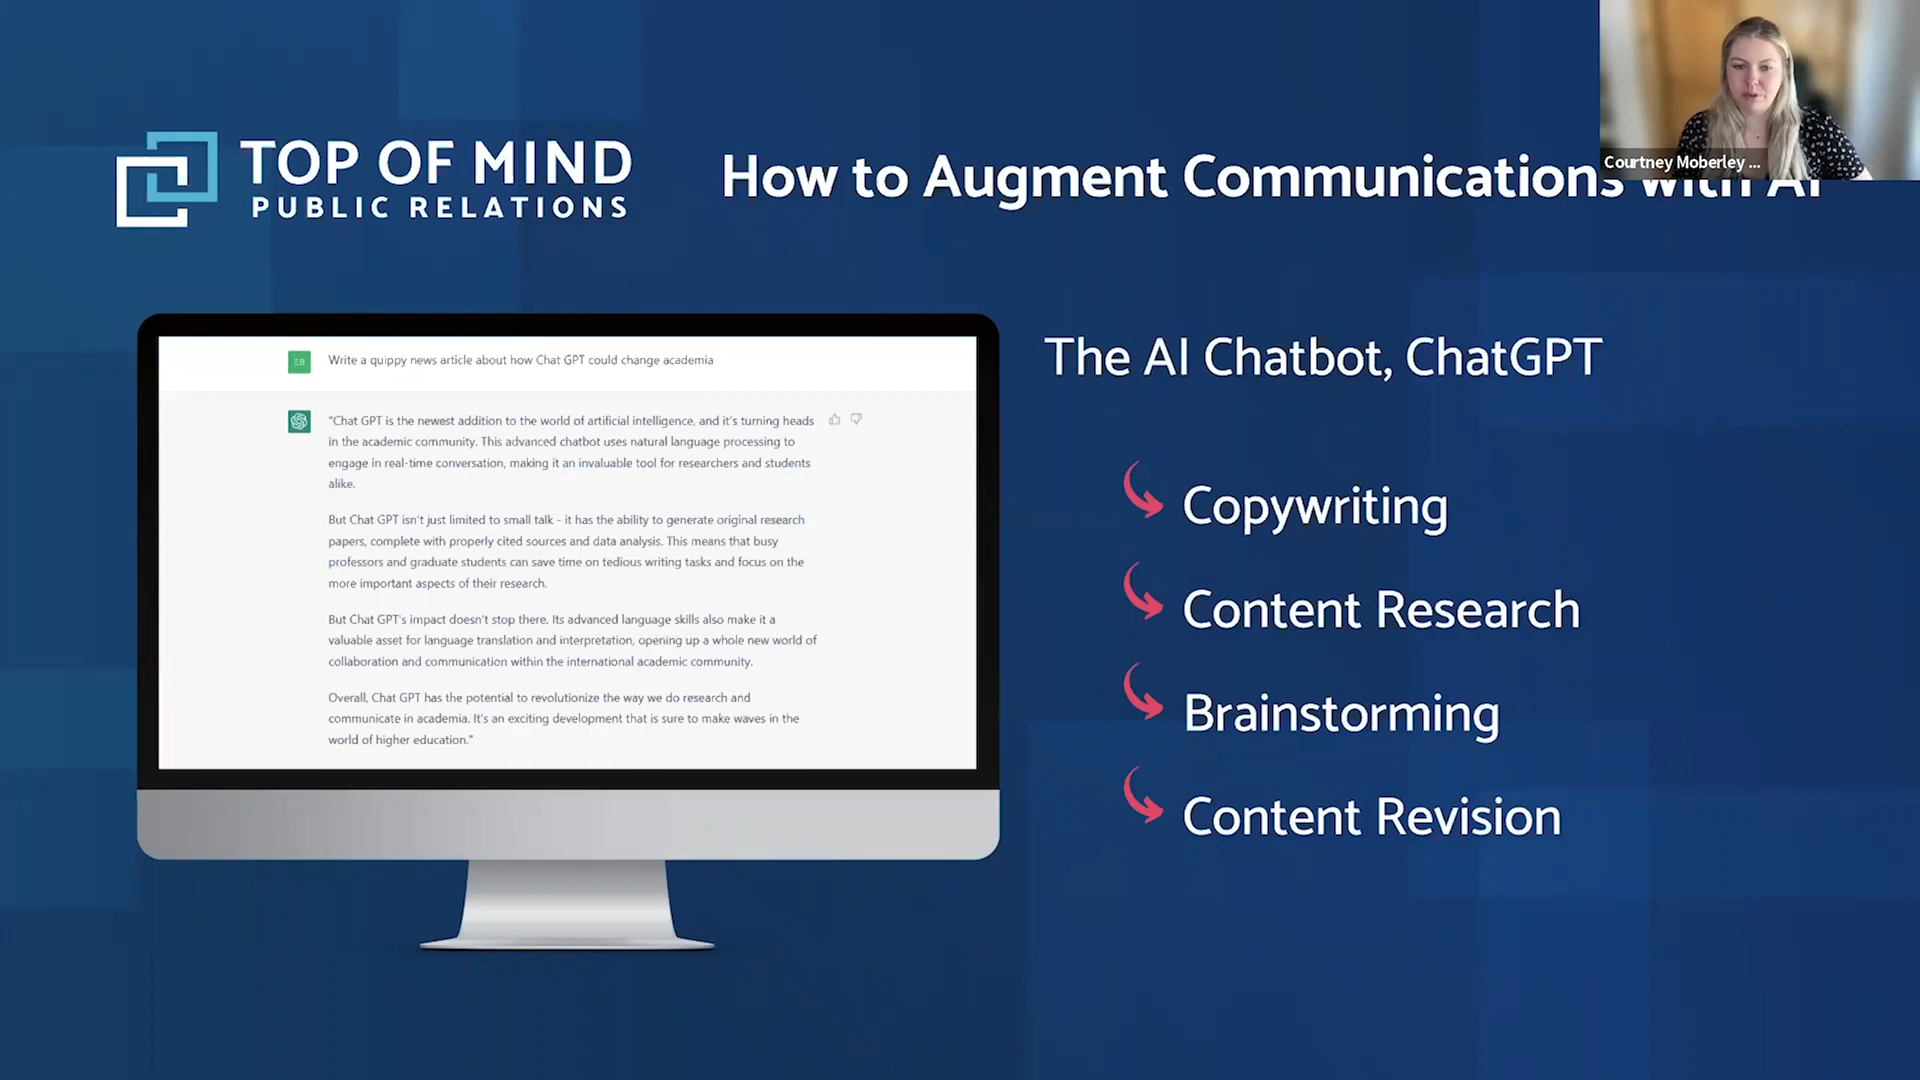 TOP OF MIND
PUBLIC RELATIONS
How to Augment Communications with AI
Courtney Moberley ...
EB
Write a quippy news article about how Chat GPT could change academia
"Chat GPT is the newest addition to the world of artificial intelligence, and it's turning heads
in the academic community. This advanced chatbot uses natural language processing to
engage in real-time conversation, making it an invaluable tool for researchers and students
alike.
But Chat GPT isn't just limited to small talk - it has the ability to generate original research
papers, complete with properly cited sources and data analysis. This means that busy
professors and graduate students can save time on tedious writing tasks and focus on the
more important aspects of their research.
But Chat GPT's impact doesn't stop there. Its advanced language skills also make it a
valuable asset for language translation and interpretation, opening up a whole new world of
collaboration and communication within the international academic community.
Overall, Chat GPT has the potential to revolutionize the way we do research and
communicate in academia. It's an exciting development that is sure to make waves in the
world of higher education."
The AI Chatbot, ChatGPT
Copywriting
Content Research
Brainstorming
Content Revision